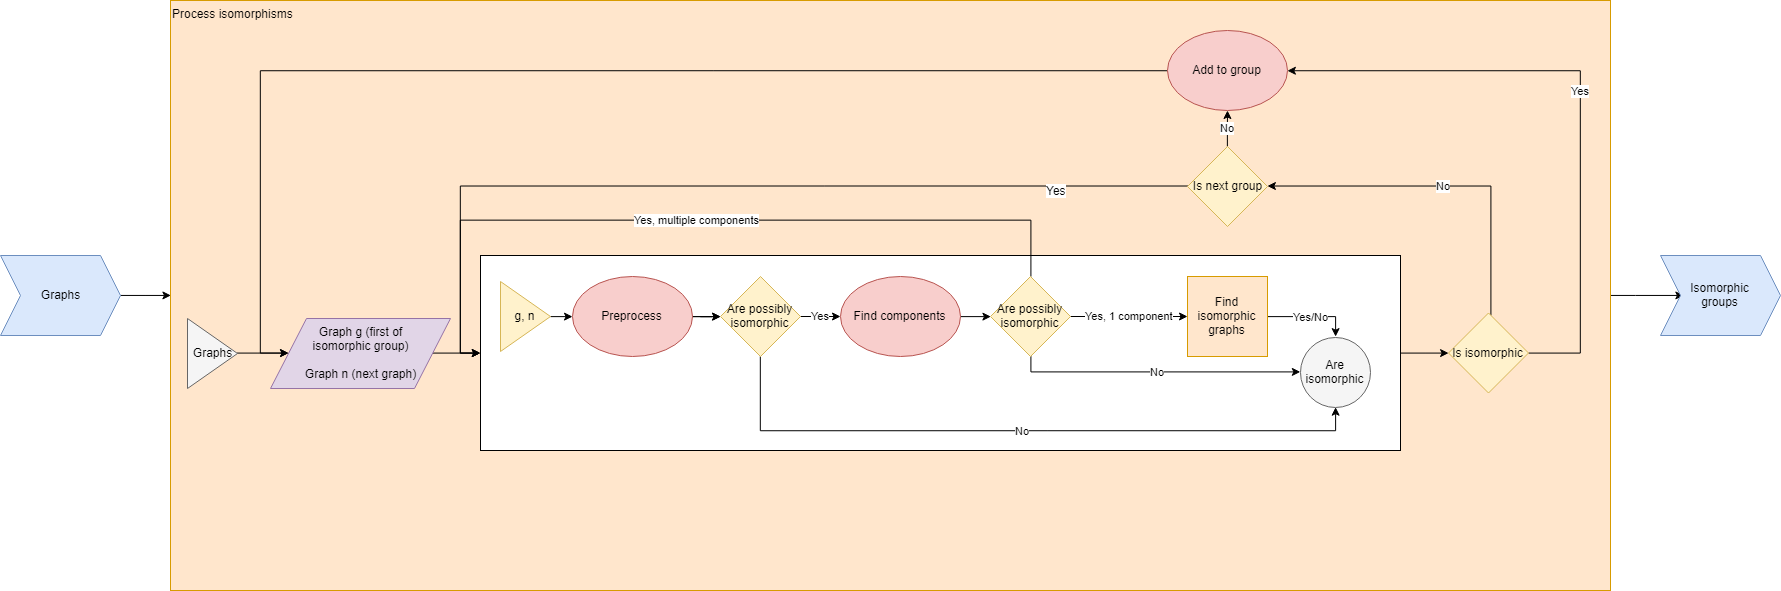 Process isomorphisms
Add to group
Yes
No
Is next group
No
Yes
Yes, multiple components
Graphs
Graphs
Graph g (first of
isomorphic group)
Graph n (next graph)
g, n
Preprocess
Are possibly
isomorphic
Yes
Find components
Are possibly
isomorphic
Yes, 1 component
Find
isomorphic
graphs
Yes/No
Are
isomorphic
No
No
Is isomorphic
Isomorphic
groups